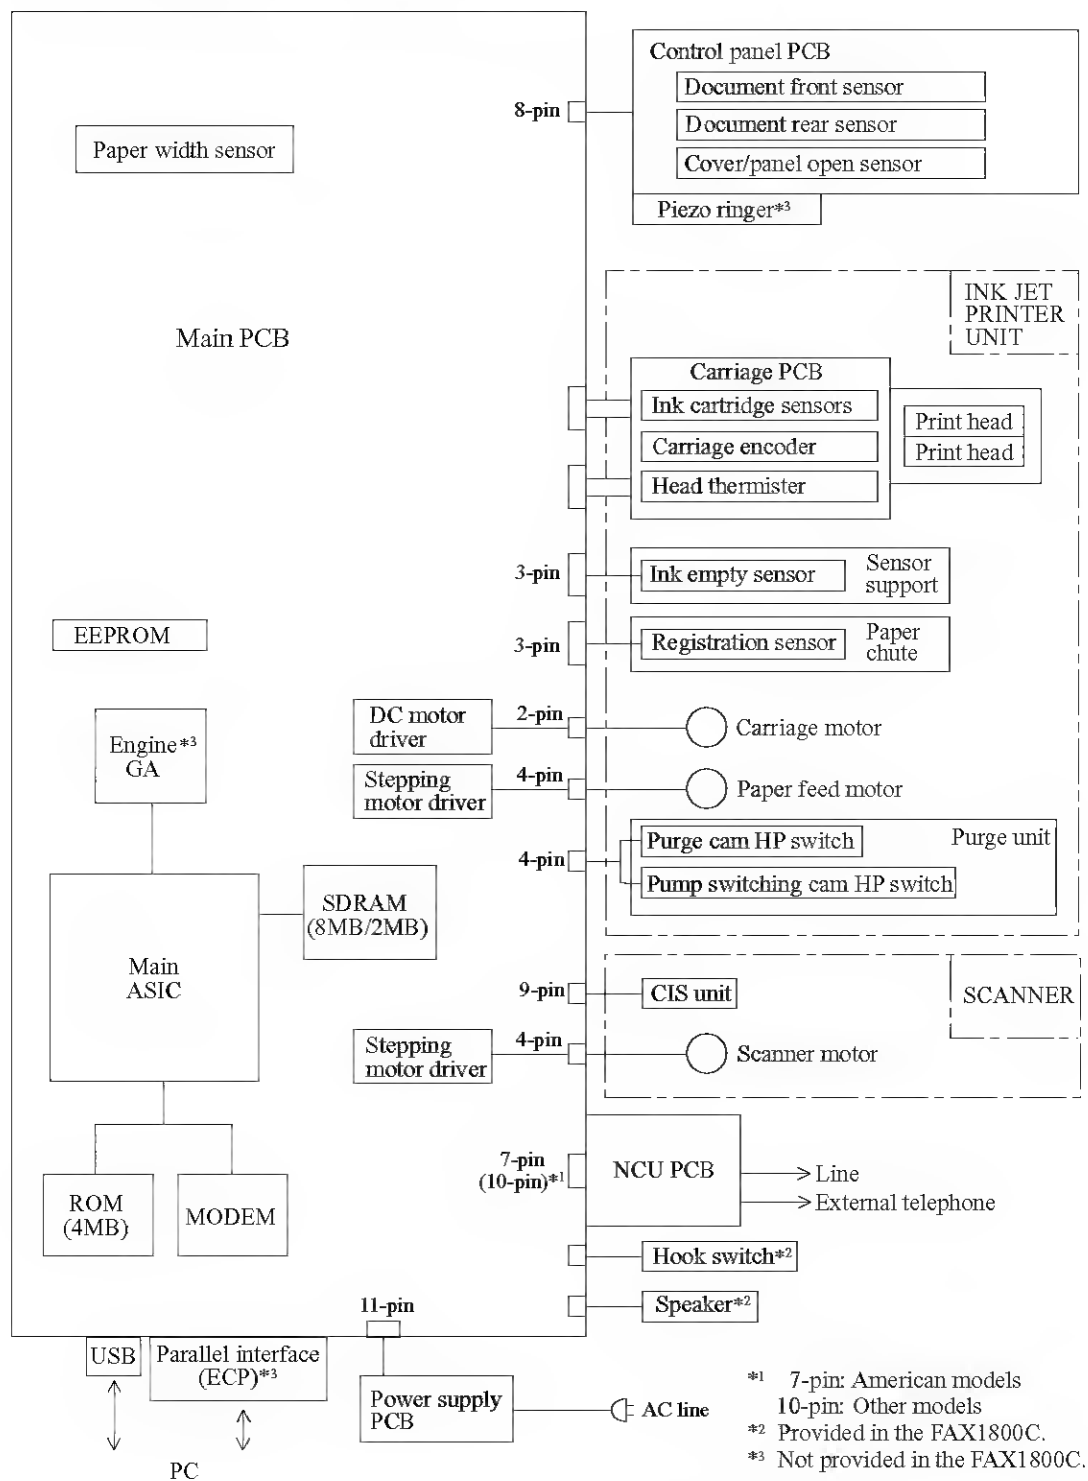 Control panel PCB
Document front sensor
8-pin
Document rear sensor
Paper width sensor
Cover/panel open sensor
Piezo ringer*3
INK JET
PRINTER
UNIT
Main PCB
Carriage PCB
Ink cartridge sensors
Print head
Carriage encoder
Print head
Head thermister
3-pin
Ink empty sensor
Sensor
support
EEPROM
3-pin
Registration sensor
Paper
chute
DC motor
driver
2-pin
Carriage motor
Engine*3
GA
Stepping
motor driver
4-pin
Paper feed motor
Purge cam HP switch
Purge unit
4-pin
Pump switching cam HP switch
SDRAM
(8MB/2MB)
Main
ASIC
9-pin
CIS unit
SCANNER
Stepping
motor driver
4-pin
Scanner motor
7-pin
(10-pin)*1
NCU PCB
Line
External telephone
ROM
(4MB)
MODEM
Hook switch*2
Speaker*2
11-pin
USB
Parallel interface
(ECP)*3
Power supply
PCB
AC line
PC
*1 7-pin: American models
10-pin: Other models
*2 Provided in the FAX1800C.
*3 Not provided in the FAX1800C.